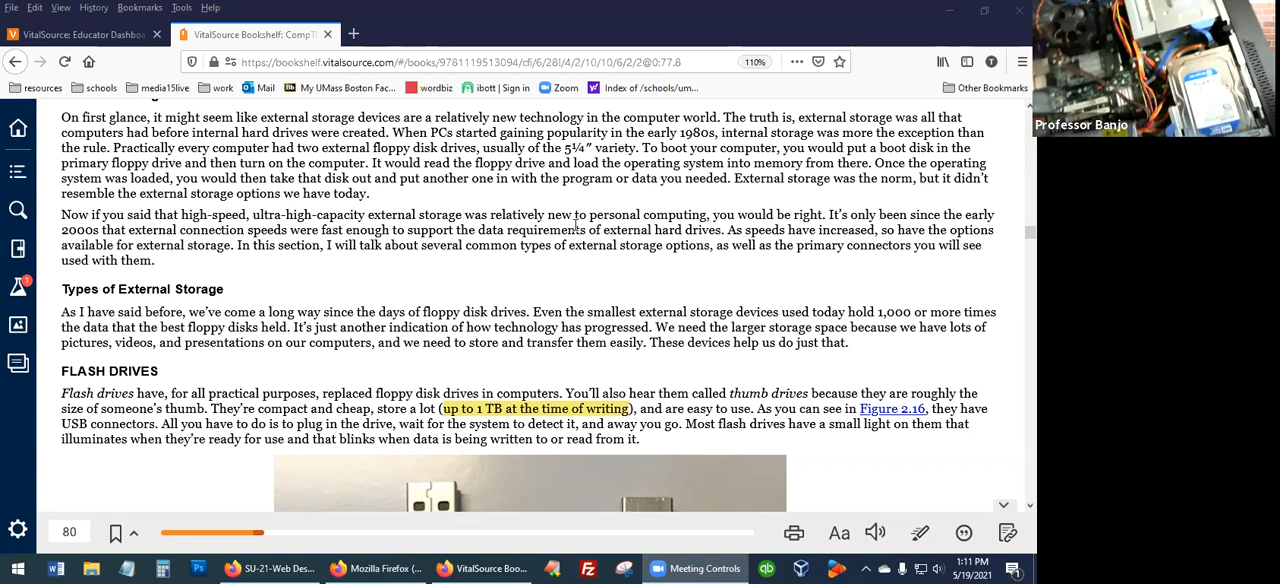 File Edit View History Bookmarks Tools Help
VitalSource: Educator Dashbo
VitalSource Bookshelf: CompT
https://bookshelf.vitalsource.com/#/books/9781119513094/cfi/6/28!/4/2/10/10/6/2/2@0:77.8
110%
resources schools media15live work Mail My UMass Boston Fac... wordbiz ibott | Sign in Zoom Index of /schools/um... Other Bookmarks
Professor Banjo
On first glance, it might seem like external storage devices are a relatively new technology in the computer world. The truth is, external storage was all that
computers had before internal hard drives were created. When PCs started gaining popularity in the early 1980s, internal storage was more the exception than
the rule. Practically every computer had two external floppy disk drives, usually of the 5¼″ variety. To boot your computer, you would put a boot disk in the
primary floppy drive and then turn on the computer. It would read the floppy drive and load the operating system into memory from there. Once the operating
system was loaded, you would then take that disk out and put another one in with the program or data you needed. External storage was the norm, but it didn't
resemble the external storage options we have today.
Now if you said that high-speed, ultra-high-capacity external storage was relatively new to personal computing, you would be right. It's only been since the early
2000s that external connection speeds were fast enough to support the data requirements of external hard drives. As speeds have increased, so have the options
available for external storage. In this section, I will talk about several common types of external storage options, as well as the primary connectors you will see
used with them.
Types of External Storage
As I have said before, we've come a long way since the days of floppy disk drives. Even the smallest external storage devices used today hold 1,000 or more times
the data that the best floppy disks held. It's just another indication of how technology has progressed. We need the larger storage space because we have lots of
pictures, videos, and presentations on our computers, and we need to store and transfer them easily. These devices help us do just that.
FLASH DRIVES
Flash drives have, for all practical purposes, replaced floppy disk drives in computers. You'll also hear them called thumb drives because they are roughly the
size of someone's thumb. They're compact and cheap, store a lot (up to 1 TB at the time of writing), and are easy to use. As you can see in Figure 2.16, they have
USB connectors. All you have to do is to plug in the drive, wait for the system to detect it, and away you go. Most flash drives have a small light on them that
illuminates when they're ready for use and that blinks when data is being written to or read from it.
80
Aa
SU-21-Web Des... Mozilla Firefox (... VitalSource Boo... Meeting Controls
1:11 PM
5/19/2021